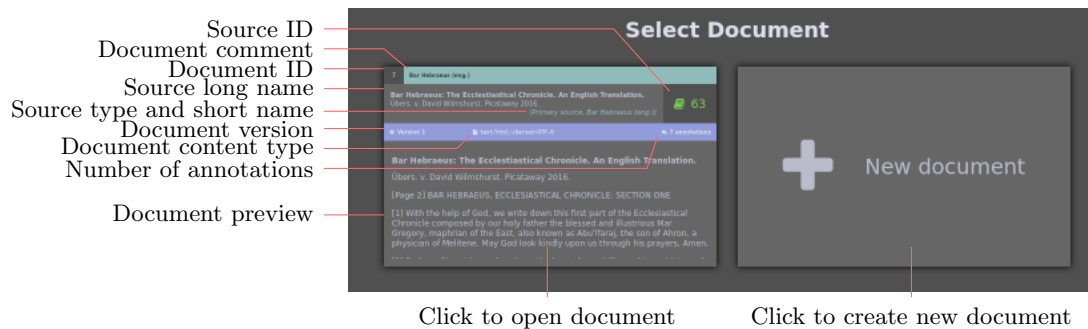 Source ID
Document comment
Document ID
Source long name
Source type and short name
Document version
Document content type
Number of annotations
Document preview
Select Document
7 Bar Hebraeus (eng.)
Bar Hebraeus: The Ecclesiastical Chronicle. An English Translation.
Übers. v. David Wilmshurst. Picataway 2016.
(Primary source, Bar Hebraeus (eng.))
63
# Version 1 text/html;charset=UTF-8 7 annotations
Bar Hebraeus: The Ecclestiastical Chronicle. An English Translation.
Übers. v. David Wilmshurst. Picataway 2016.
[Page 2] BAR HEBRAEUS. ECCLESIASTICAL CHRONICLE: SECTION ONE
[1] With the help of God, we write down this first part of the Ecclesiastical
Chronicle composed by our holy father the blessed and illustrious Mar
Gregory, maphrian of the East, also known as Abu'lfaraj, the son of Ahron, a
physician of Melitene. May God look kindly upon us through his prayers. Amen.
New document
Click to open document
Click to create new document